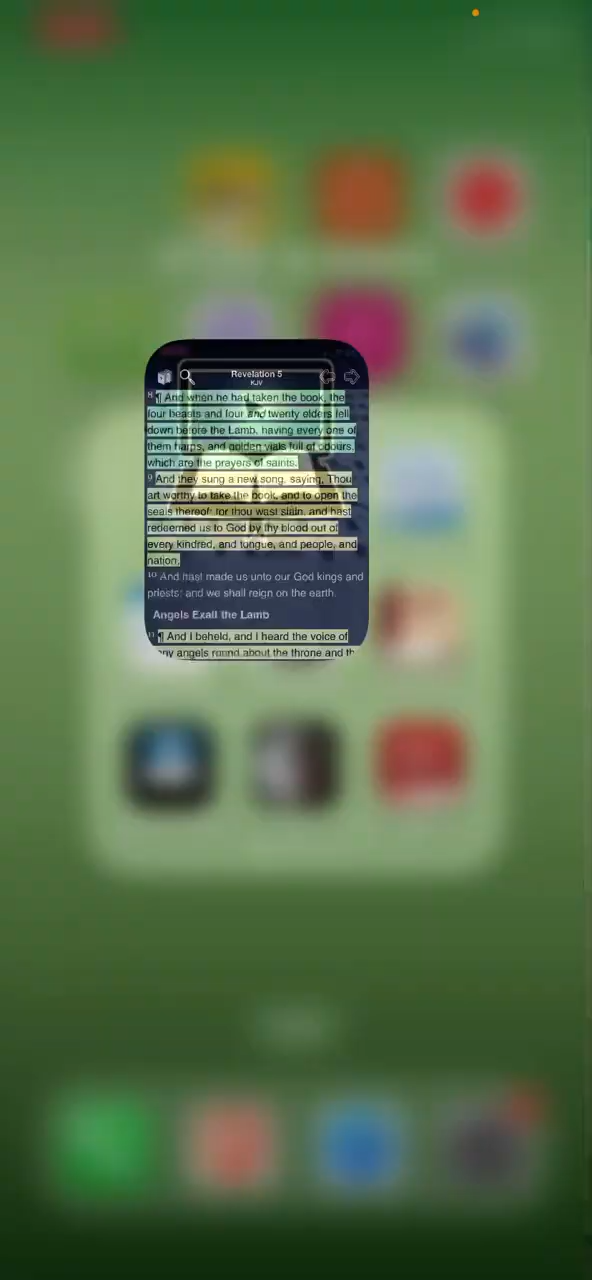 Revelation 5
KJV
8 ¶ And when he had taken the book, the
four beasts and four and twenty elders fell
down before the Lamb, having every one of
them harps, and golden vials full of odours,
which are the prayers of saints.
9 And they sung a new song, saying, Thou
art worthy to take the book, and to open the
seals thereof: for thou wast slain, and hast
redeemed us to God by thy blood out of
every kindred, and tongue, and people, and
nation;
10 And hast made us unto our God kings and
priests: and we shall reign on the earth.
Angels Exalt the Lamb
11 ¶ And I beheld, and I heard the voice of
any angels round about the throne and th